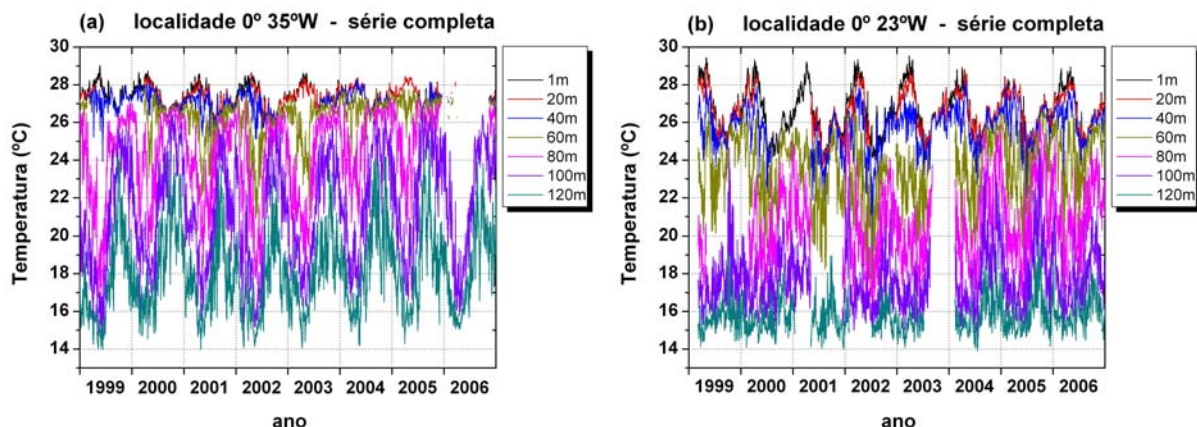 (a) localidade 0º 35ºW - série completa
30
28
26
24
22
20
18
16
14
Temperatura (ºC)
1999 2000 2001 2002 2003 2004 2005 2006
ano
1m
20m
40m
60m
80m
100m
120m
(b) localidade 0º 23ºW - série completa
30
28
26
24
22
20
18
16
14
Temperatura (ºC)
1999 2000 2001 2002 2003 2004 2005 2006
ano
1m
20m
40m
60m
80m
100m
120m